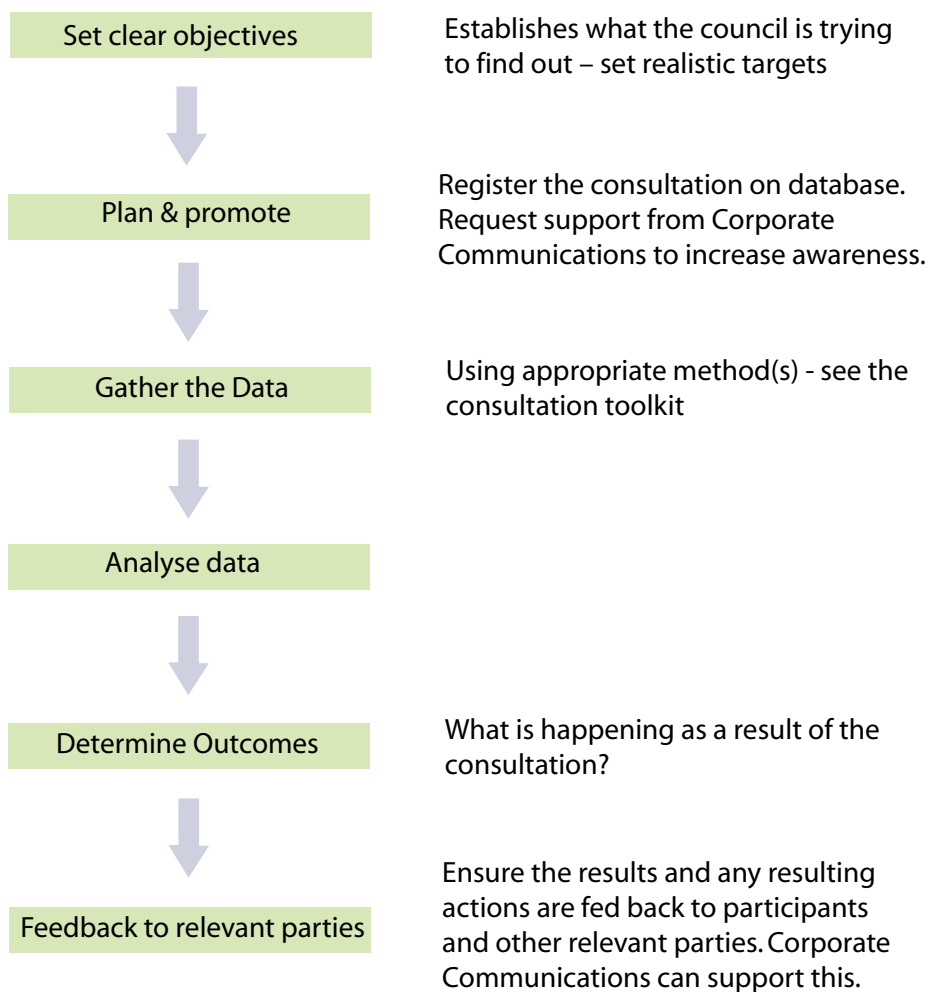 Set clear objectives
Establishes what the council is trying
to find out – set realistic targets
Plan & promote
Register the consultation on database.
Request support from Corporate
Communications to increase awareness.
Gather the Data
Using appropriate method(s) - see the
consultation toolkit
Analyse data
Determine Outcomes
What is happening as a result of the
consultation?
Feedback to relevant parties
Ensure the results and any resulting
actions are fed back to participants
and other relevant parties. Corporate
Communications can support this.